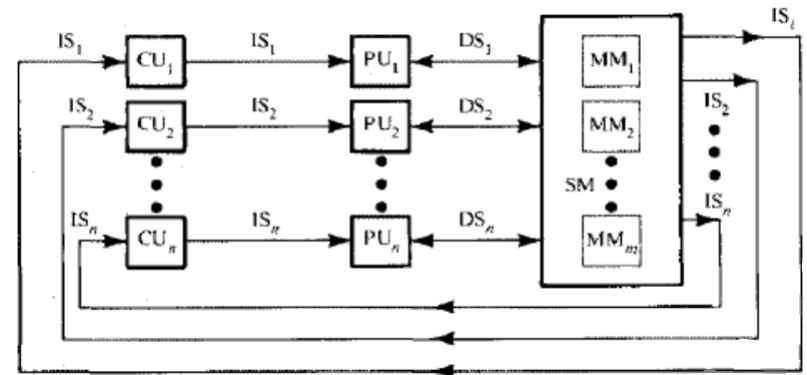 IS₁ CU₁ IS₁ PU₁ DS₁ MM₁ IS₁
IS₂ CU₂ IS₂ PU₂ DS₂ MM₂ IS₂
SM
ISₙ CUₙ ISₙ PUₙ DSₙ MMₘ ISₙ